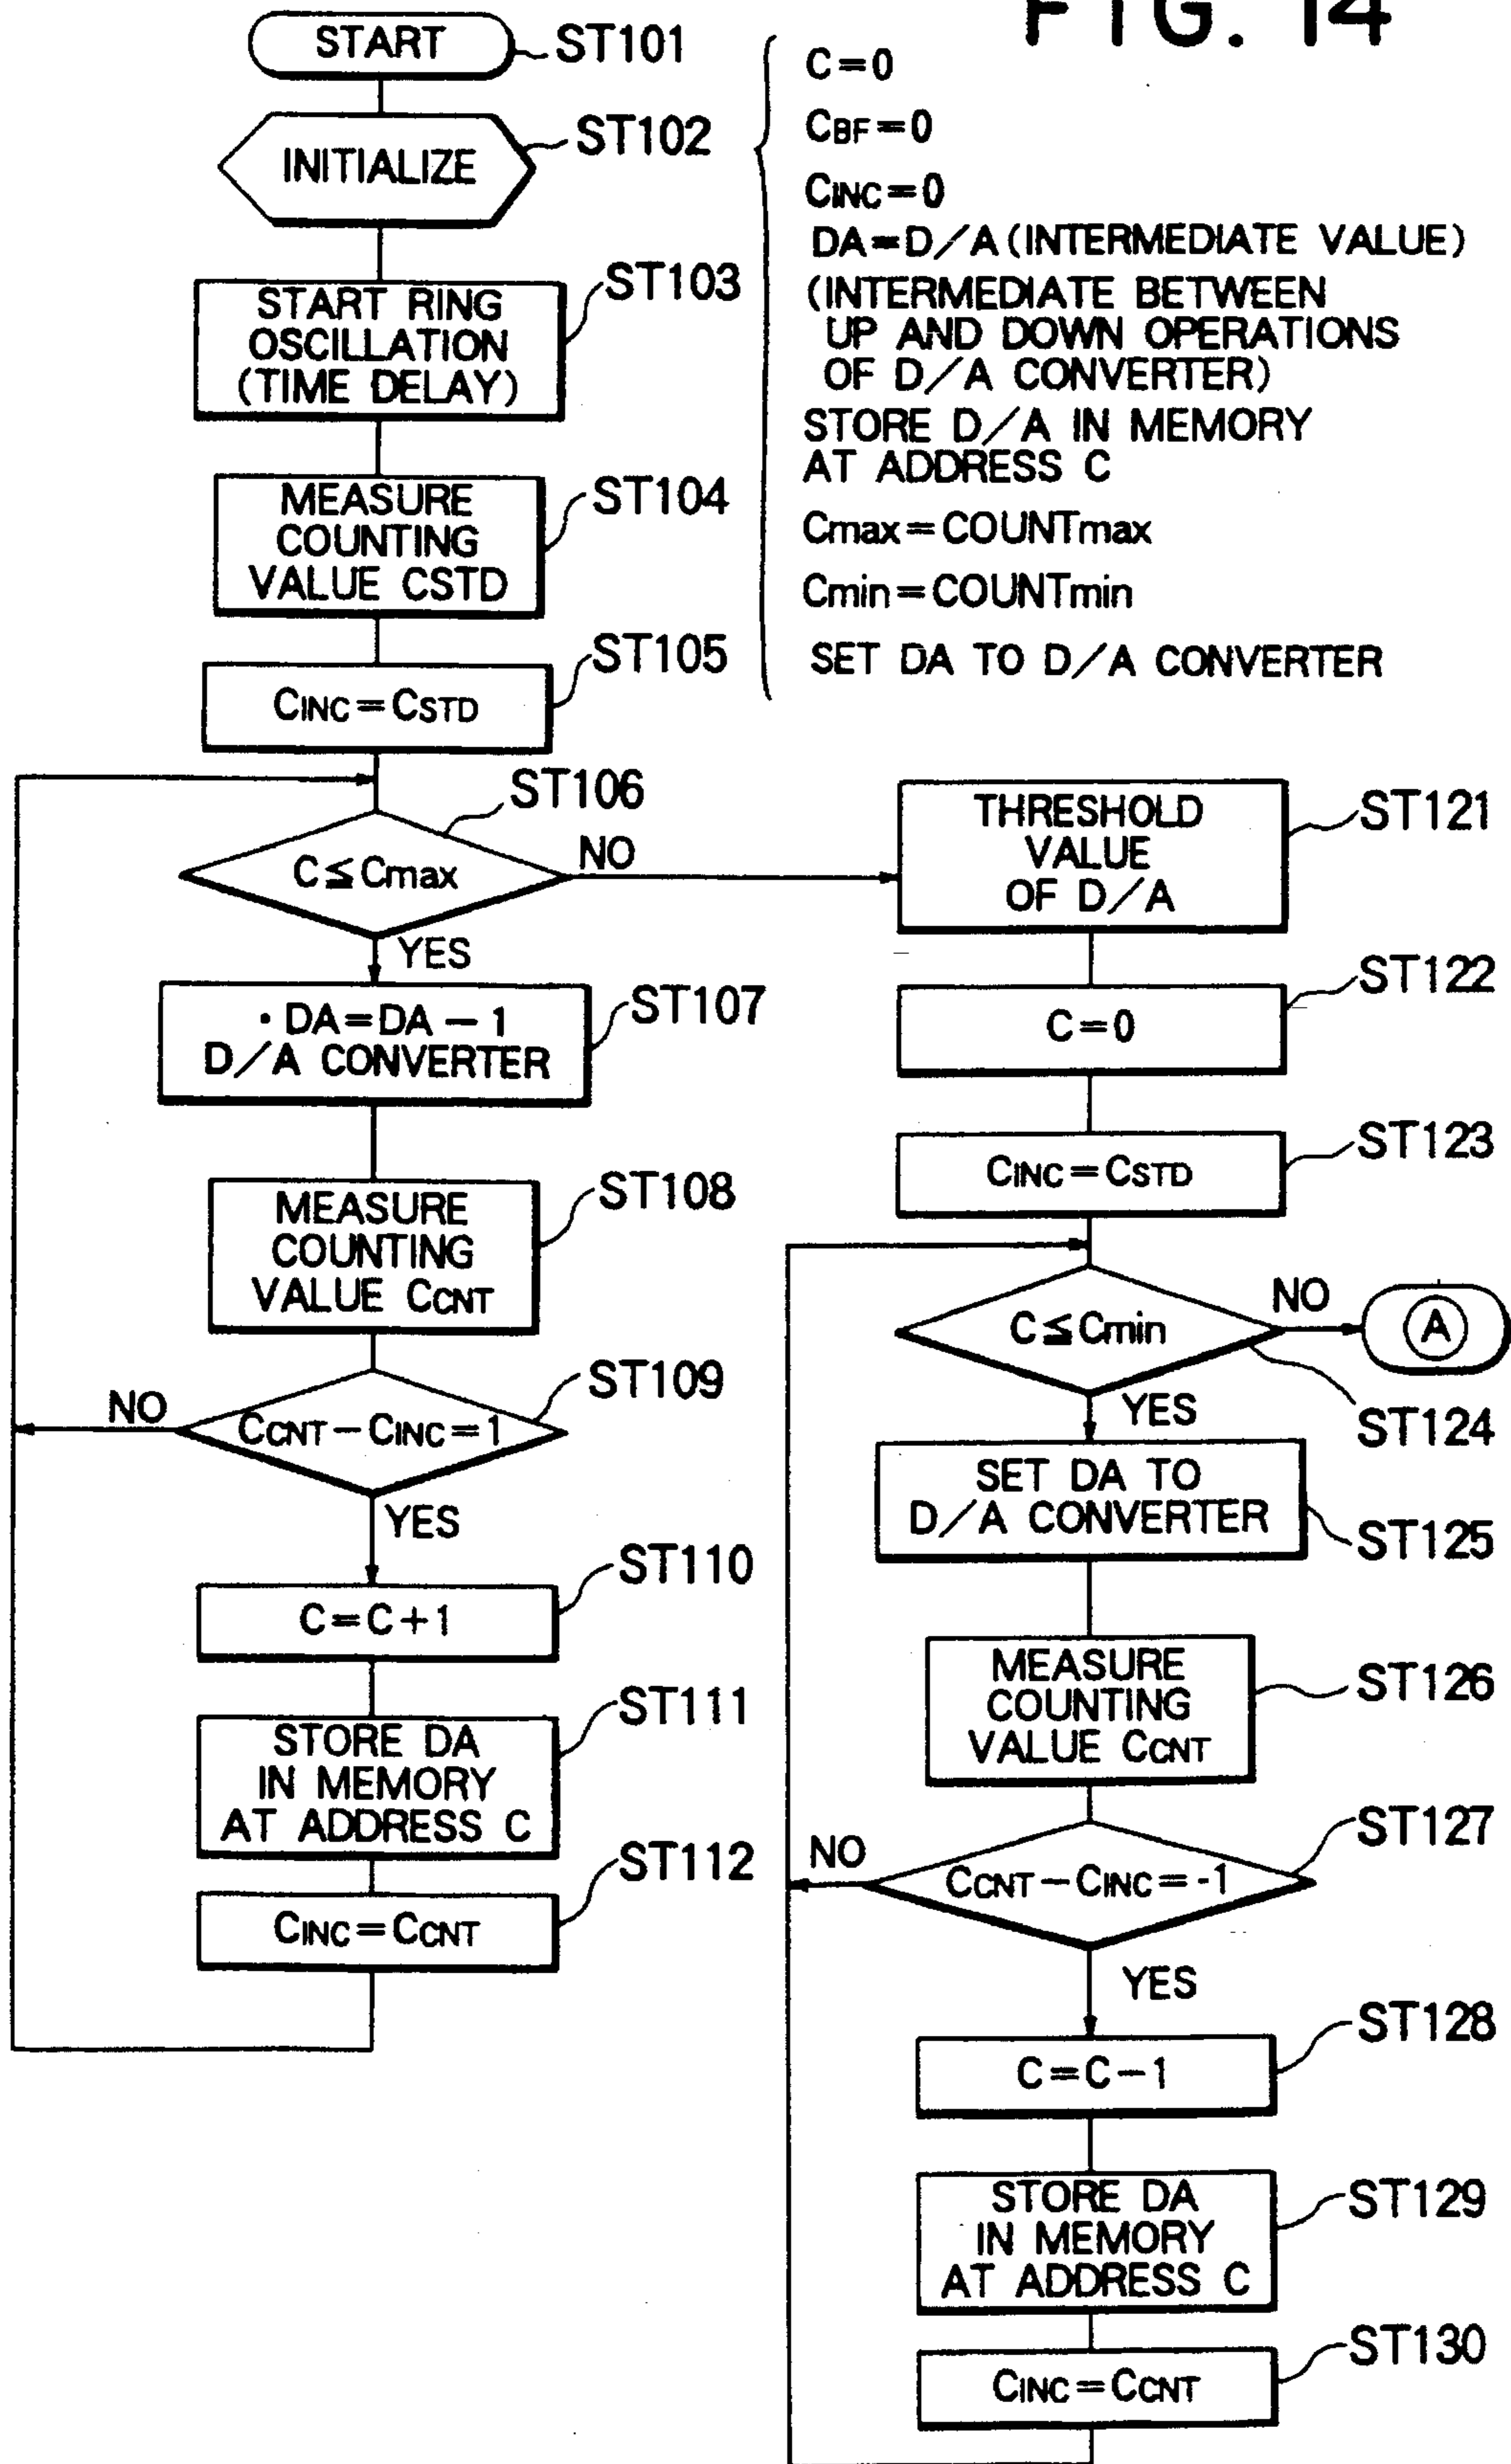 FIG. 14
START
ST101
INITIALIZE
ST102
C=0
CBF=0
CINC=0
DA=D/A(INTERMEDIATE VALUE)
(INTERMEDIATE BETWEEN
UP AND DOWN OPERATIONS
OF D/A CONVERTER)
STORE D/A IN MEMORY
AT ADDRESS C
Cmax=COUNTmax
Cmin=COUNTmin
SET DA TO D/A CONVERTER
START RING
OSCILLATION
(TIME DELAY)
ST103
MEASURE
COUNTING
VALUE CSTD
ST104
CINC=CSTD
ST105
C≦Cmax
ST106
NO
YES
· DA=DA-1
D/A CONVERTER
ST107
MEASURE
COUNTING
VALUE CCNT
ST108
CCNT-CINC=1
ST109
NO
YES
C=C+1
ST110
STORE DA
IN MEMORY
AT ADDRESS C
ST111
CINC=CCNT
ST112
THRESHOLD
VALUE
OF D/A
ST121
C=0
ST122
CINC=CSTD
ST123
C≦Cmin
NO
A
ST124
YES
SET DA TO
D/A CONVERTER
ST125
MEASURE
COUNTING
VALUE CCNT
ST126
CCNT-CINC=-1
ST127
NO
YES
C=C-1
ST128
STORE DA
IN MEMORY
AT ADDRESS C
ST129
CINC=CCNT
ST130